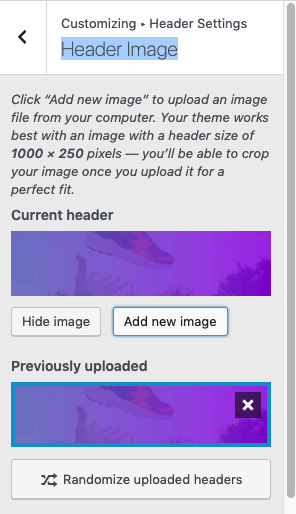 Customizing ▸ Header Settings
Header Image
Click “Add new image” to upload an image
file from your computer. Your theme works
best with an image with a header size of
1000 × 250 pixels — you’ll be able to crop
your image once you upload it for a
perfect fit.
Current header
Hide image
Add new image
Previously uploaded
Randomize uploaded headers